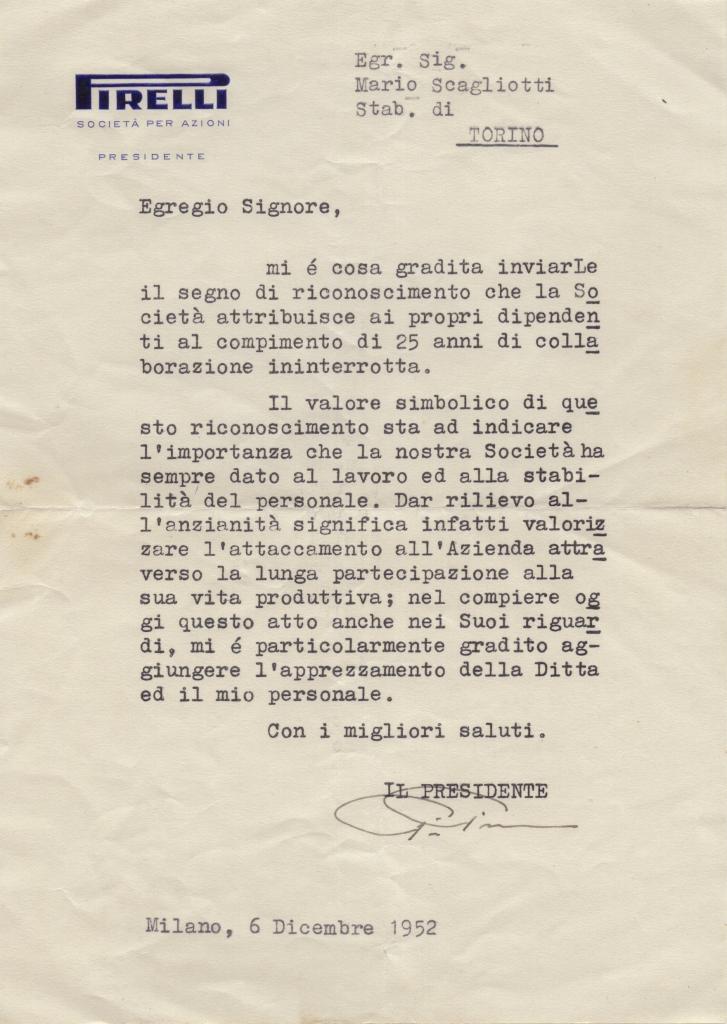 PIRELLI
SOCIETÀ PER AZIONI
PRESIDENTE
Egr. Sig.
Mario Scagliotti
Stab. di
TORINO
Egregio Signore,
mi é cosa gradita inviarLe
il segno di riconoscimento che la So
cietà attribuisce ai propri dipenden
ti al compimento di 25 anni di colla
borazione ininterrotta.
Il valore simbolico di que
sto riconoscimento sta ad indicare
l'importanza che la nostra Società ha
sempre dato al lavoro ed alla stabi-
lità del personale. Dar rilievo al-
l'anzianità significa infatti valoriz
zare l'attaccamento all'Azienda attra
verso la lunga partecipazione alla
sua vita produttiva; nel compiere og
gi questo atto anche nei Suoi riguar
di, mi é particolarmente gradito ag-
giungere l'apprezzamento della Ditta
ed il mio personale.
Con i migliori saluti.
IL PRESIDENTE
Milano, 6 Dicembre 1952